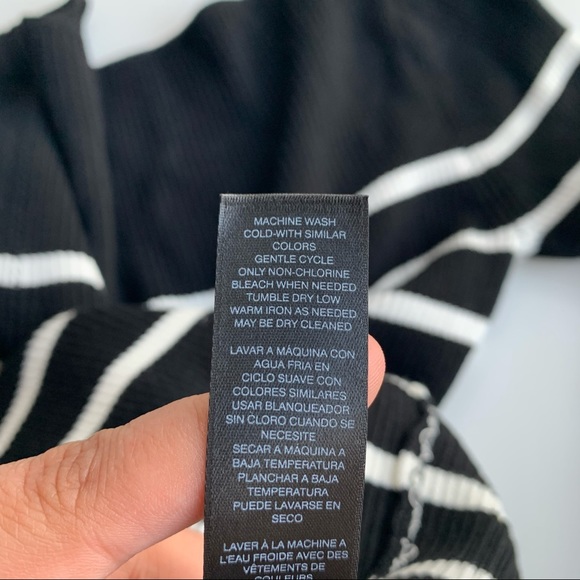 MACHINE WASH
COLD-WITH SIMILAR
COLORS
GENTLE CYCLE
ONLY NON-CHLORINE
BLEACH WHEN NEEDED
TUMBLE DRY LOW
WARM IRON AS NEEDED
MAY BE DRY CLEANED
LAVAR A MÁQUINA CON
AGUA FRIA EN
CICLO SUAVE CON
COLORES SIMILARES
USAR BLANQUEADOR
SIN CLORO CUANDO SE
NECESITE
SECAR A MÁQUINA A
BAJA TEMPERATURA
PLANCHAR A BAJA
TEMPERATURA
PUEDE LAVARSE EN
SECO
LAVER À LA MACHINE A
L'EAU FROIDE AVEC DES
VÊTEMENTS DE
COULEURS